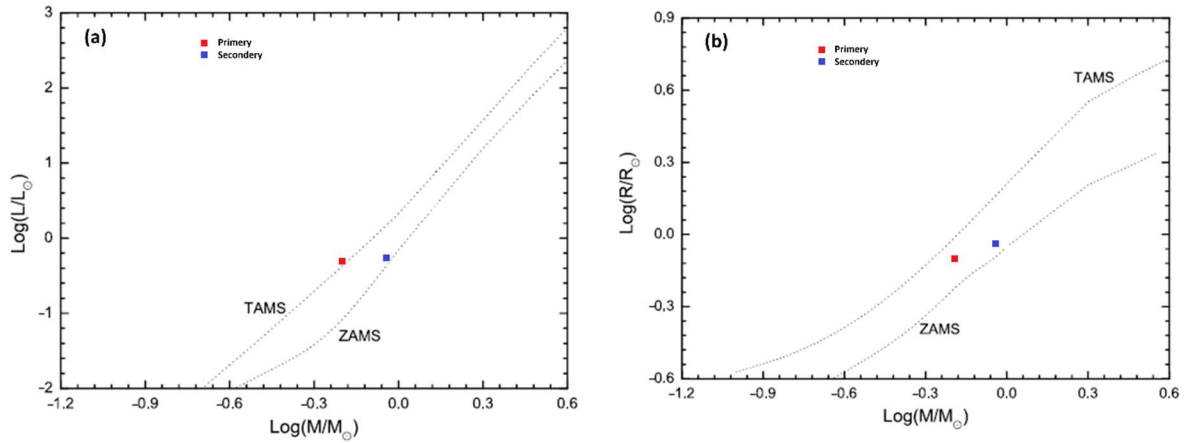 (a)
Primery
Secondery
3
2
1
0
−1
−2
TAMS
ZAMS
−1.2 −0.9 −0.6 −0.3 0.0 0.3 0.6
Log(M/M⊙)
Log(L/L⊙)
(b)
Primery
Secondery
0.9
0.6
0.3
0.0
−0.3
−0.6
TAMS
ZAMS
−1.2 −0.9 −0.6 −0.3 0.0 0.3 0.6
Log(M/M⊙)
Log(R/R⊙)